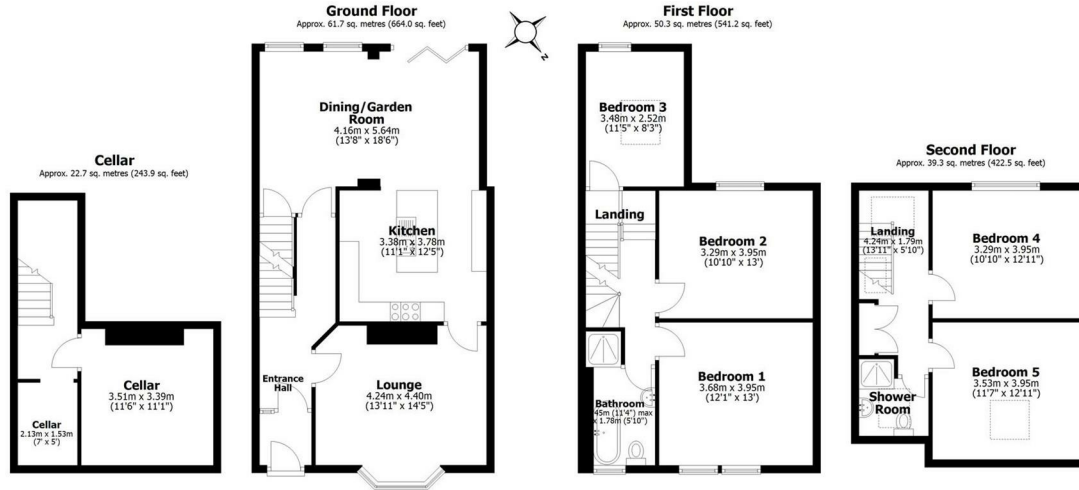 Cellar
Approx. 22.7 sq. metres (243.9 sq. feet)
Cellar
3.51m x 3.39m
(11'6" x 11'1")
Cellar
2.13m x 1.53m
(7' x 5')
Ground Floor
Approx. 61.7 sq. metres (664.0 sq. feet)
N
Dining/Garden
Room
4.16m x 5.64m
(13'8" x 18'6")
Kitchen
3.38m x 3.78m
(11'1" x 12'5")
Entrance
Hall
Lounge
4.24m x 4.40m
(13'11" x 14'5")
First Floor
Approx. 50.3 sq. metres (541.2 sq. feet)
Bedroom 3
3.48m x 2.52m
(11'5" x 8'3")
Landing
Bedroom 2
3.29m x 3.95m
(10'10" x 13')
Bedroom 1
3.68m x 3.95m
(12'1" x 13')
Bathroom
45m (11'4") max
x 1.78m (5'10")
Second Floor
Approx. 39.3 sq. metres (422.5 sq. feet)
Landing
4.24m x 1.79m
(13'11" x 5'10")
Bedroom 4
3.29m x 3.95m
(10'10" x 12'11")
Bedroom 5
3.53m x 3.95m
(11'7" x 12'11")
Shower
Room